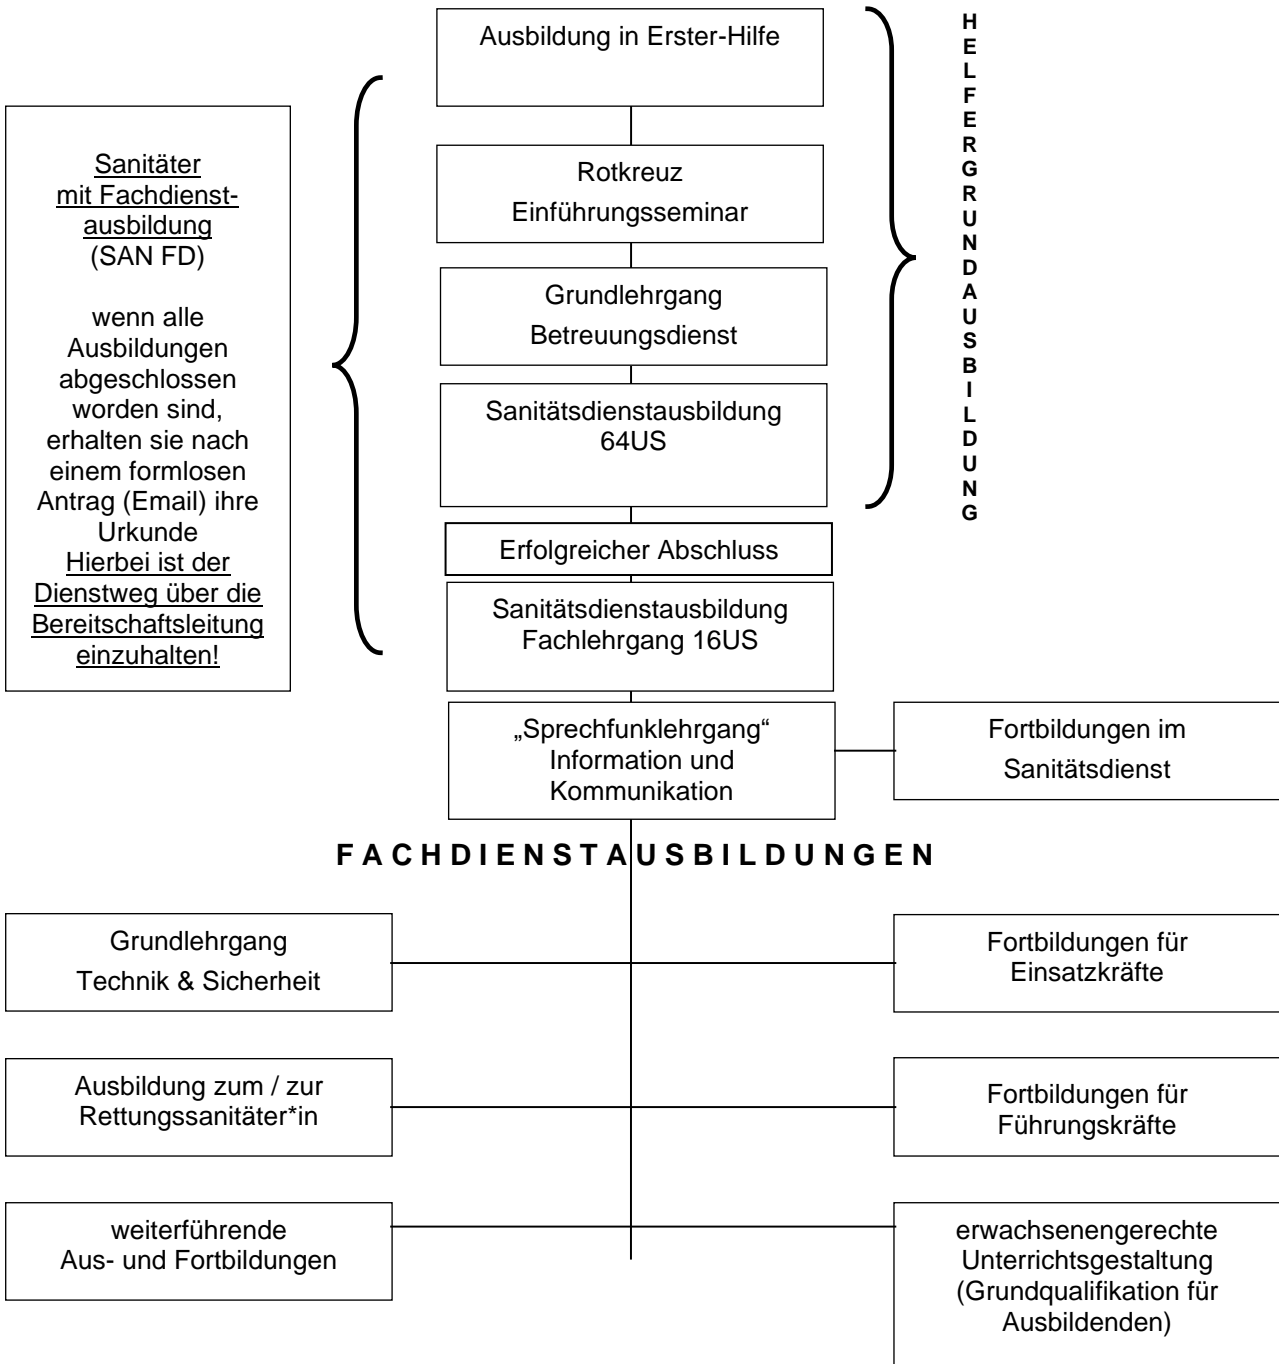 Ausbildung in Erster-Hilfe
H
E
L
F
E
R
G
R
U
N
D
A
U
S
B
I
L
D
U
N
G
Sanitäter
mit Fachdienst-
ausbildung
(SAN FD)
wenn alle
Ausbildungen
abgeschlossen
worden sind,
erhalten sie nach
einem formlosen
Antrag (Email) ihre
Urkunde
Hierbei ist der
Dienstweg über die
Bereitschaftsleitung
einzuhalten!
Rotkreuz
Einführungsseminar
Grundlehrgang
Betreuungsdienst
Sanitätsdienstausbildung
64US
Erfolgreicher Abschluss
Sanitätsdienstausbildung
Fachlehrgang 16US
„Sprechfunklehrgang“
Information und
Kommunikation
Fortbildungen im
Sanitätsdienst
F A C H D I E N S T A U S B I L D U N G E N
Grundlehrgang
Technik & Sicherheit
Fortbildungen für
Einsatzkräfte
Ausbildung zum / zur
Rettungssanitäter*in
Fortbildungen für
Führungskräfte
weiterführende
Aus- und Fortbildungen
erwachsenengerechte
Unterrichtsgestaltung
(Grundqualifikation für
Ausbildenden)